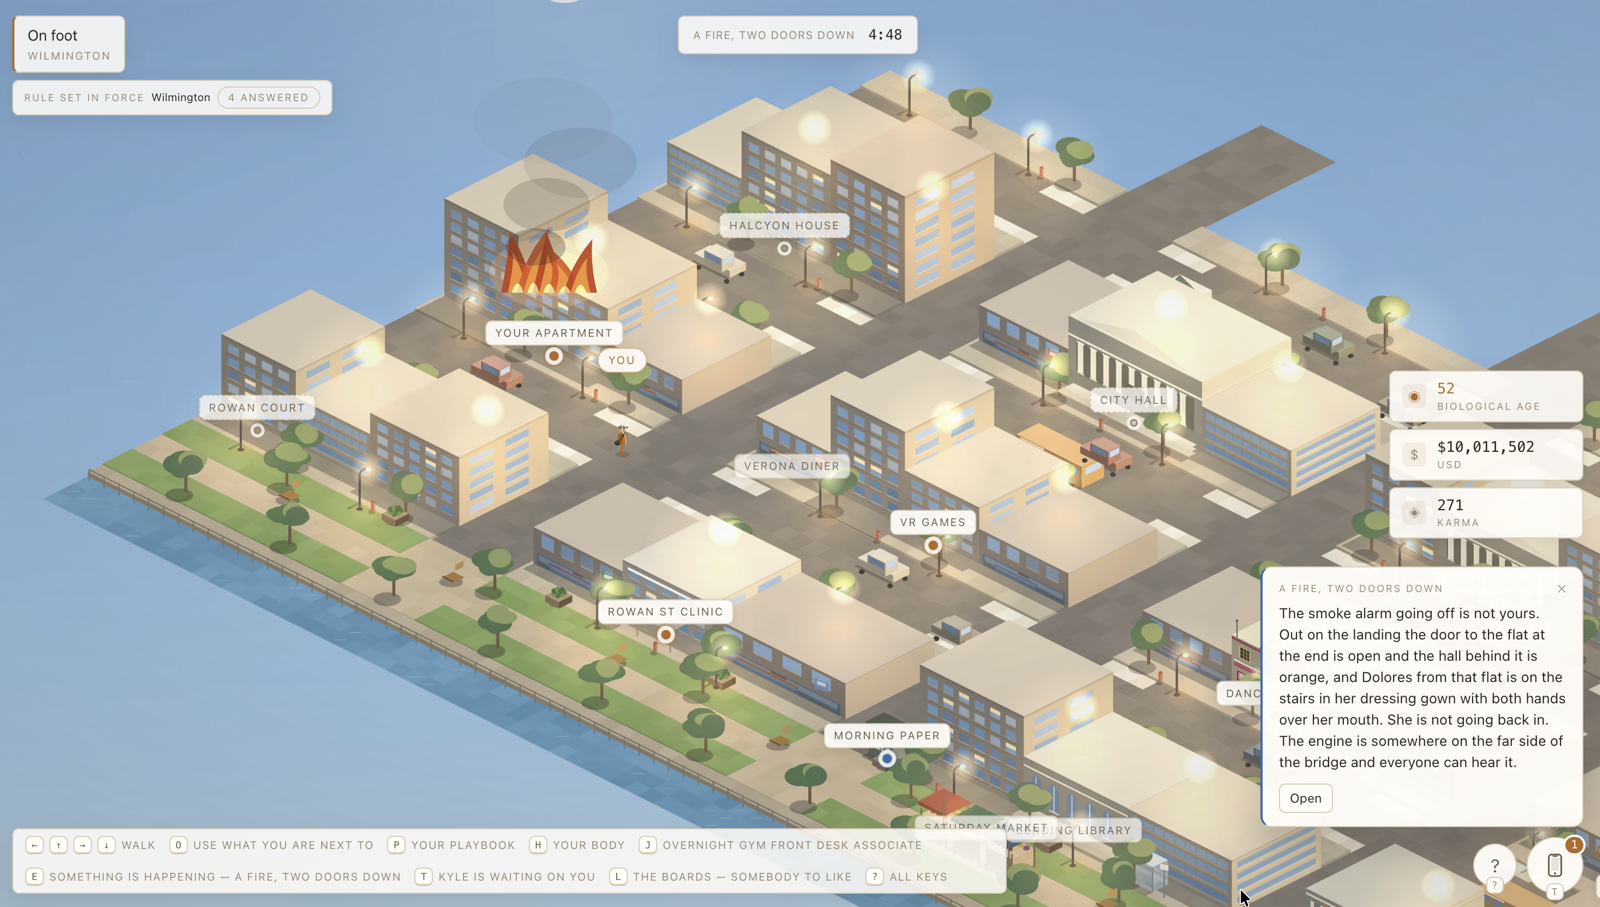 On foot
WILMINGTON
A FIRE, TWO DOORS DOWN 4:48
RULE SET IN FORCE Wilmington 4 ANSWERED
HALCYON HOUSE
YOUR APARTMENT
YOU
ROWAN COURT
CITY HALL
VERONA DINER
VR GAMES
ROWAN ST CLINIC
MORNING PAPER
DANC
SATURDAY MARKET
LIBRARY
52
BIOLOGICAL AGE
$ $10,011,502
USD
271
KARMA
A FIRE, TWO DOORS DOWN
The smoke alarm going off is not yours.
Out on the landing the door to the flat at
the end is open and the hall behind it is
orange, and Dolores from that flat is on the
stairs in her dressing gown with both hands
over her mouth. She is not going back in.
The engine is somewhere on the far side of
the bridge and everyone can hear it.
Open
← ↑ → ↓ WALK O USE WHAT YOU ARE NEXT TO P YOUR PLAYBOOK H YOUR BODY J OVERNIGHT GYM FRONT DESK ASSOCIATE
E SOMETHING IS HAPPENING — A FIRE, TWO DOORS DOWN T KYLE IS WAITING ON YOU L THE BOARDS — SOMEBODY TO LIKE ? ALL KEYS
?
?
1
T